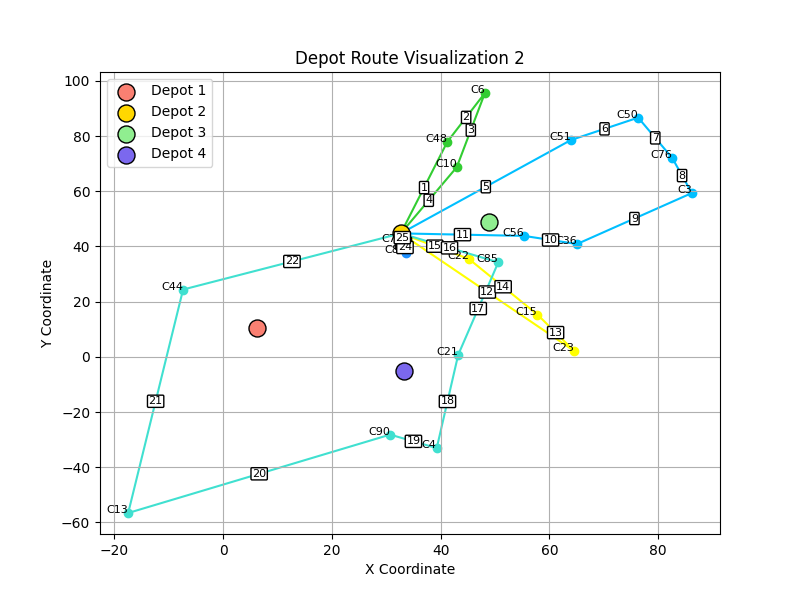 Depot Route Visualization 2
Depot 1
Depot 2
Depot 3
Depot 4
100
80
60
40
20
0
−20
−40
−60
Y Coordinate
C6
2
3
C48
C10
1
4
C50
C51
6
7
C76
8
C3
5
9
C56
11
10
C36
25
24
15
16
C22
C85
22
C44
12
14
17
C15
13
C23
C21
21
18
C90
19
C4
20
C13
−20
0
20
40
60
80
X Coordinate